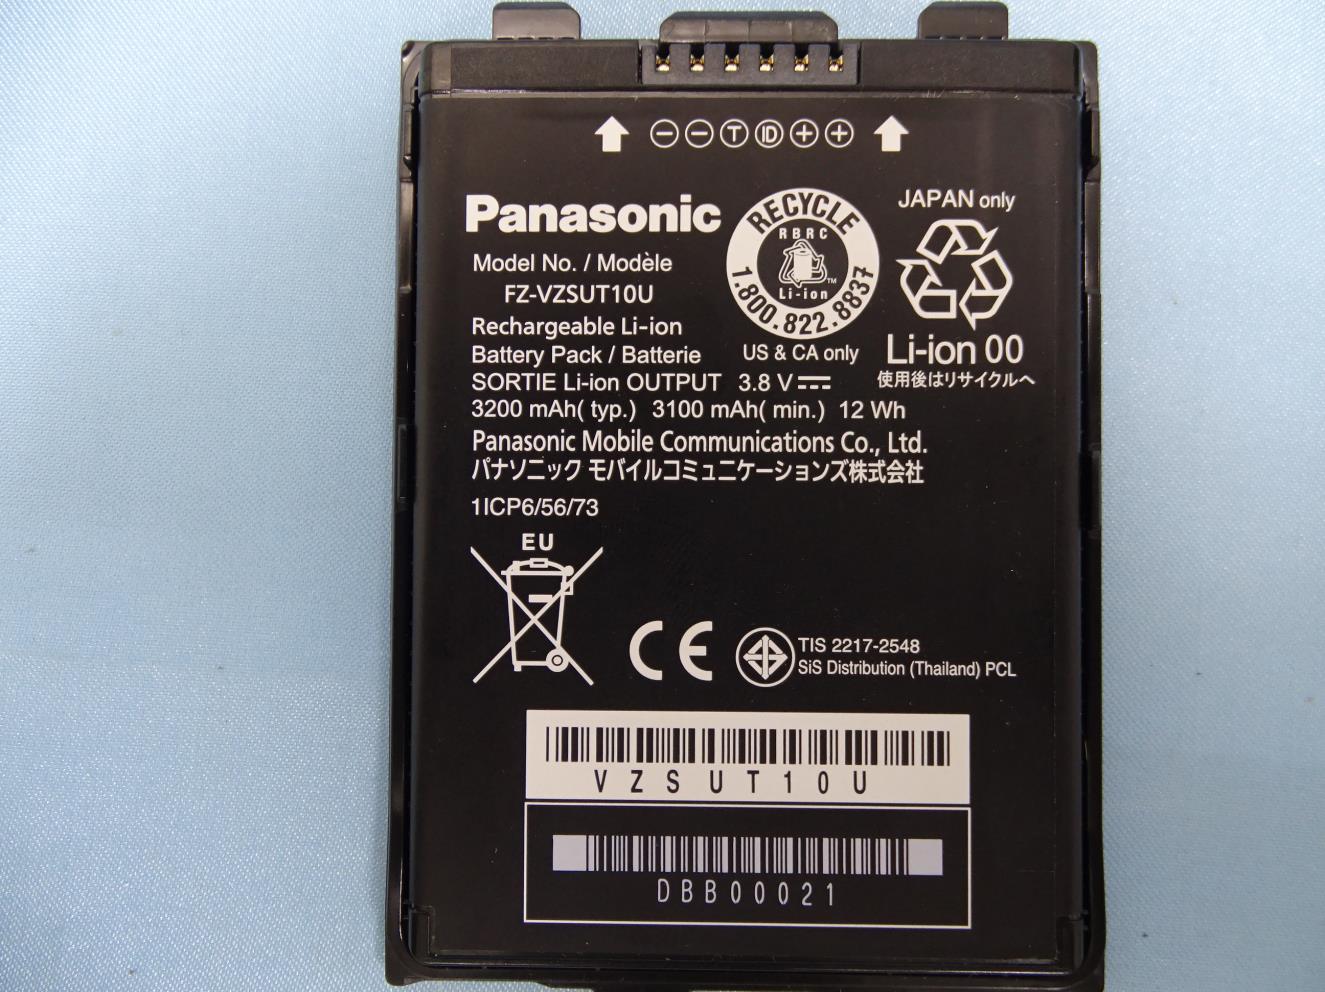 − − T ID + +
Panasonic
Model No. / Modèle
FZ-VZSUT10U
Rechargeable Li-ion
Battery Pack / Batterie
SORTIE Li-ion OUTPUT 3.8 V
3200 mAh( typ.) 3100 mAh( min.) 12 Wh
Panasonic Mobile Communications Co., Ltd.
パナソニック モバイルコミュニケーションズ株式会社
1ICP6/56/73
RECYCLE
RBRC
TM
Li-ion
1.800.822.8837
US & CA only
JAPAN only
Li-ion 00
使用後はリサイクルへ
EU
CE
TIS 2217-2548
SiS Distribution (Thailand) PCL
VZSUT10U
DBB00021